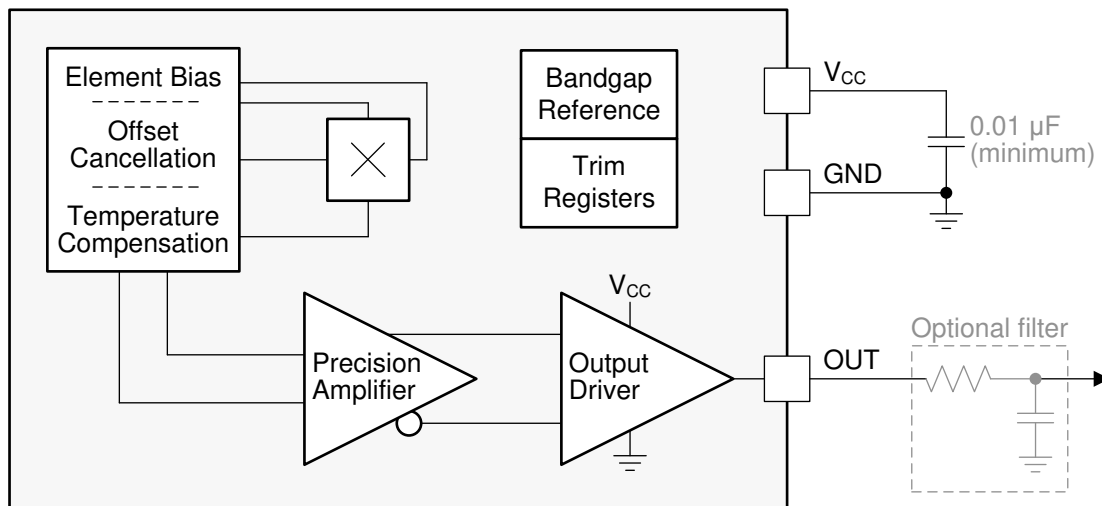 Element Bias
Offset
Cancellation
Temperature
Compensation
Bandgap
Reference
Trim
Registers
VCC
0.01 µF
(minimum)
GND
VCC
Precision
Amplifier
Output
Driver
OUT
Optional filter